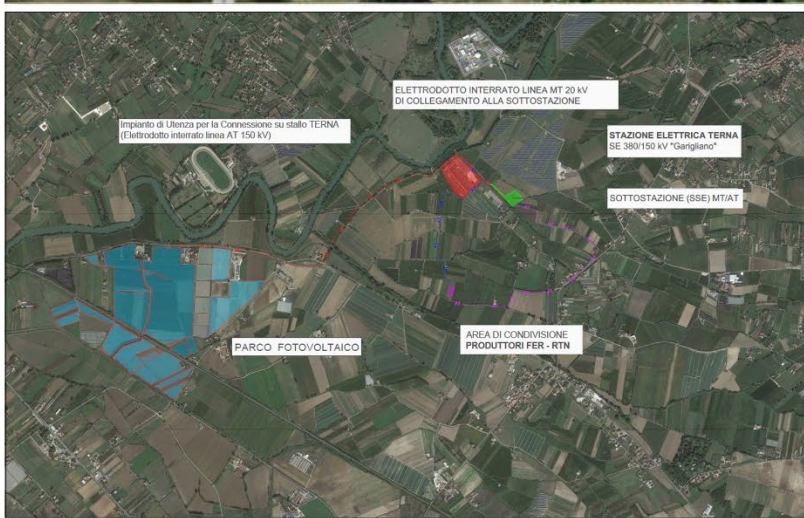 ELETTRODOTTO INTERRATO LINEA MT 20 kV
DI COLLEGAMENTO ALLA SOTTOSTAZIONE
Impianto di Utenza per la Connessione su stallo TERNA
(Elettrodotto interrato linea AT 150 kV)
STAZIONE ELETTRICA TERNA
SE 380/150 kV "Garigliano"
SOTTOSTAZIONE (SSE) MT/AT
AREA DI CONDIVISIONE
PRODUTTORI FER - RTN
PARCO FOTOVOLTAICO